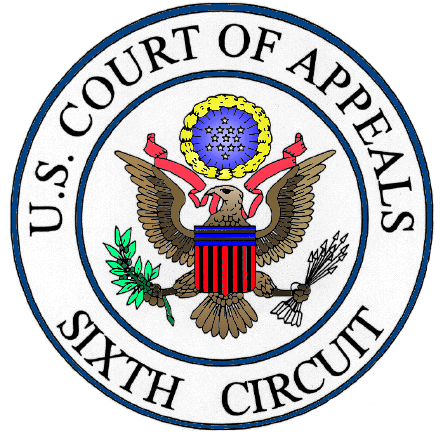 U.S. COURT OF APPEALS
SIXTH CIRCUIT